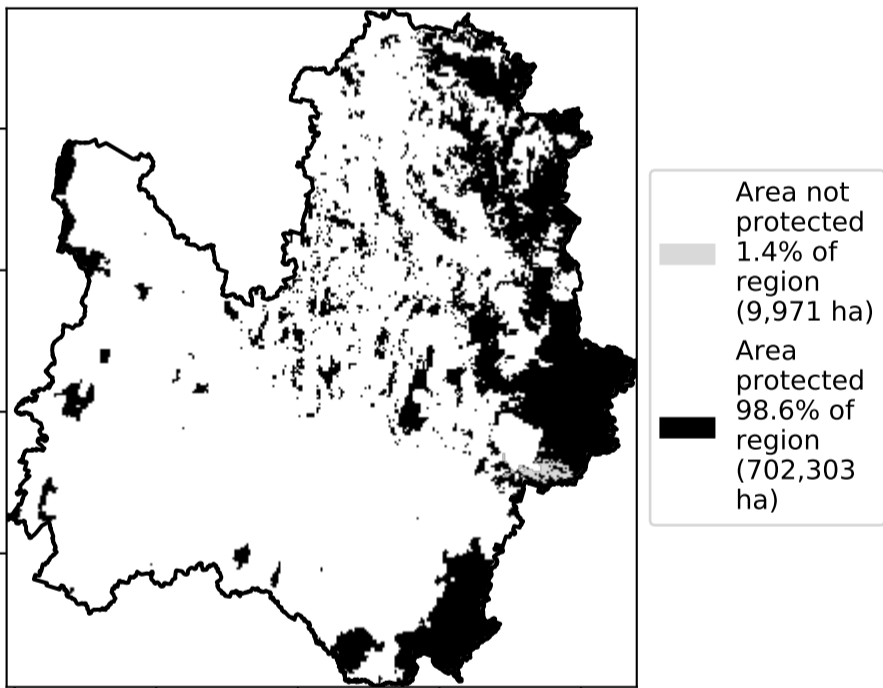 Area not
protected
1.4% of
region
(9,971 ha)
Area
protected
98.6% of
region
(702,303
ha)